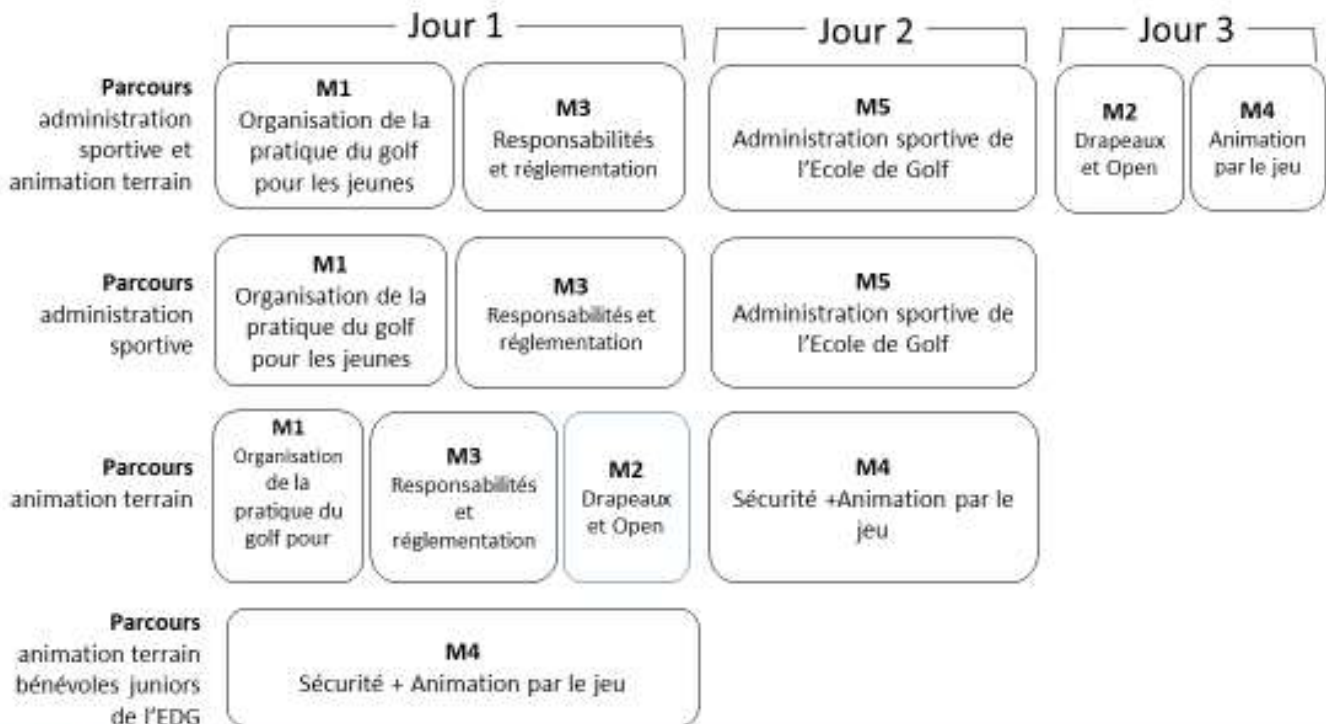 Jour 1
Jour 2
Jour 3
Parcours
administration
sportive et
animation terrain
M1
Organisation de la
pratique du golf
pour les jeunes
M3
Responsabilités
et réglementation
M5
Administration sportive de
l'Ecole de Golf
M2
Drapeaux
et Open
M4
Animation
par le jeu
Parcours
administration
sportive
M1
Organisation de la
pratique du golf
pour les jeunes
M3
Responsabilités et
réglementation
M5
Administration sportive de
l'Ecole de Golf
Parcours
animation terrain
M1
Organisation
de la
pratique du
golf pour
M3
Responsabilités
et
réglementation
M2
Drapeaux
et Open
M4
Sécurité +Animation par le
jeu
Parcours
animation terrain
bénévoles juniors
de l'EDG
M4
Sécurité + Animation par le jeu